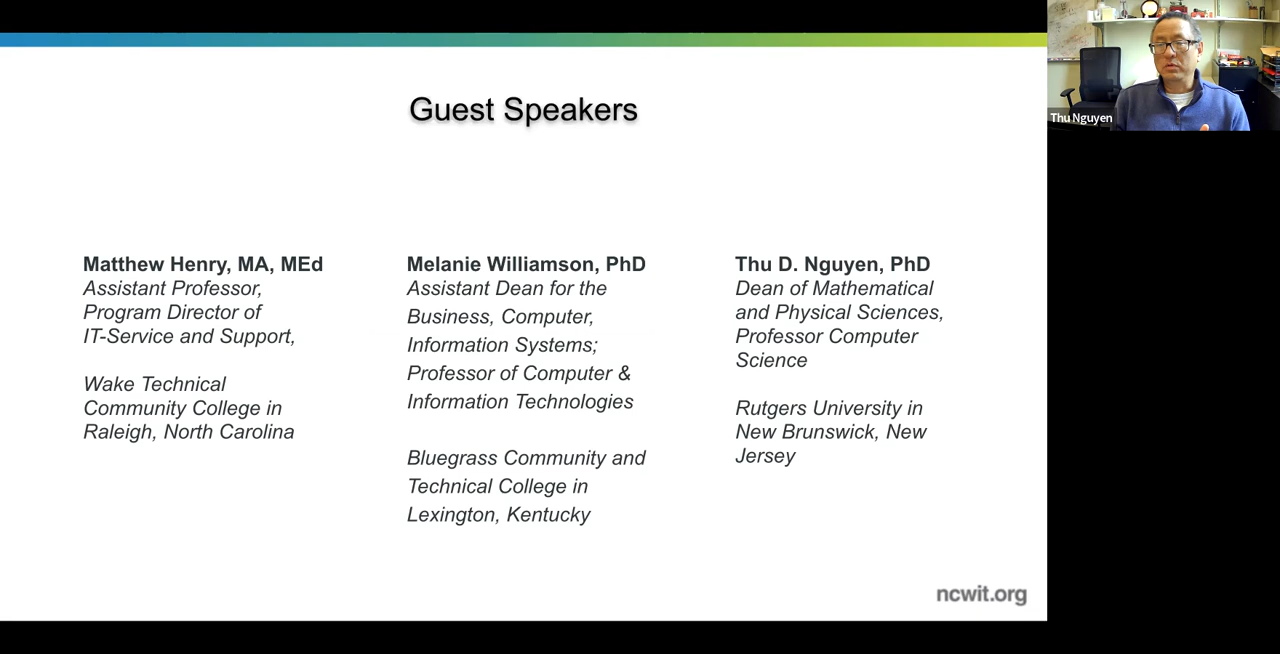 Guest Speakers
Matthew Henry, MA, MEd
Assistant Professor,
Program Director of
IT-Service and Support,
Wake Technical
Community College in
Raleigh, North Carolina
Melanie Williamson, PhD
Assistant Dean for the
Business, Computer,
Information Systems;
Professor of Computer &
Information Technologies
Bluegrass Community and
Technical College in
Lexington, Kentucky
Thu D. Nguyen, PhD
Dean of Mathematical
and Physical Sciences,
Professor Computer
Science
Rutgers University in
New Brunswick, New
Jersey
ncwit.org
Thu Nguyen